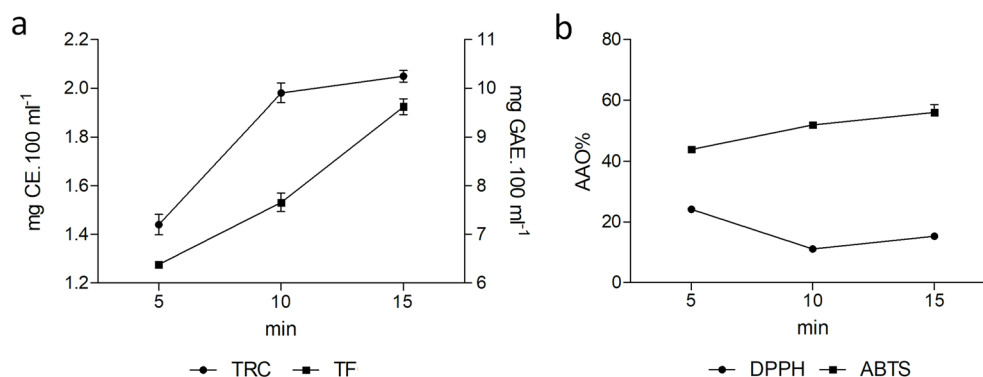 a
2.2
2.0
1.8
1.6
1.4
1.2
mg CE.100 ml⁻¹
11
10
9
8
7
6
mg GAE.100 ml⁻¹
5 10 15
min
TRC TF
b
80
60
40
20
0
AAO%
5 10 15
min
DPPH ABTS